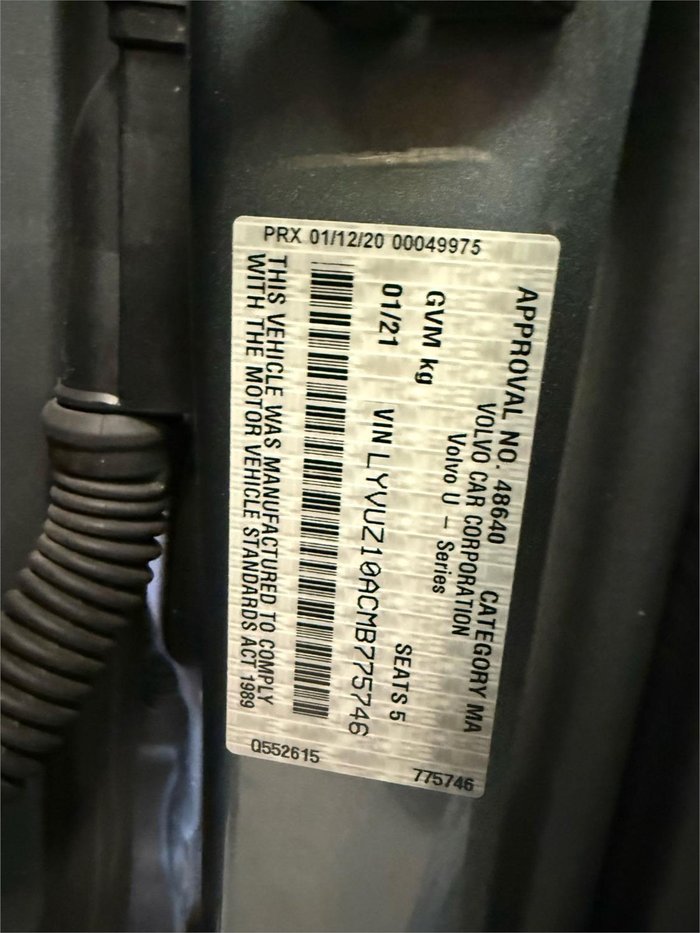 PRX 01/12/20 00049975
APPROVAL NO. 48640 CATEGORY MA
VOLVO CAR CORPORATION
Volvo U - Series
GVM kg SEATS 5
01/21 VIN LYVUZ10ACMB775746
THIS VEHICLE WAS MANUFACTURED TO COMPLY
WITH THE MOTOR VEHICLE STANDARDS ACT 1989
Q552615 775746